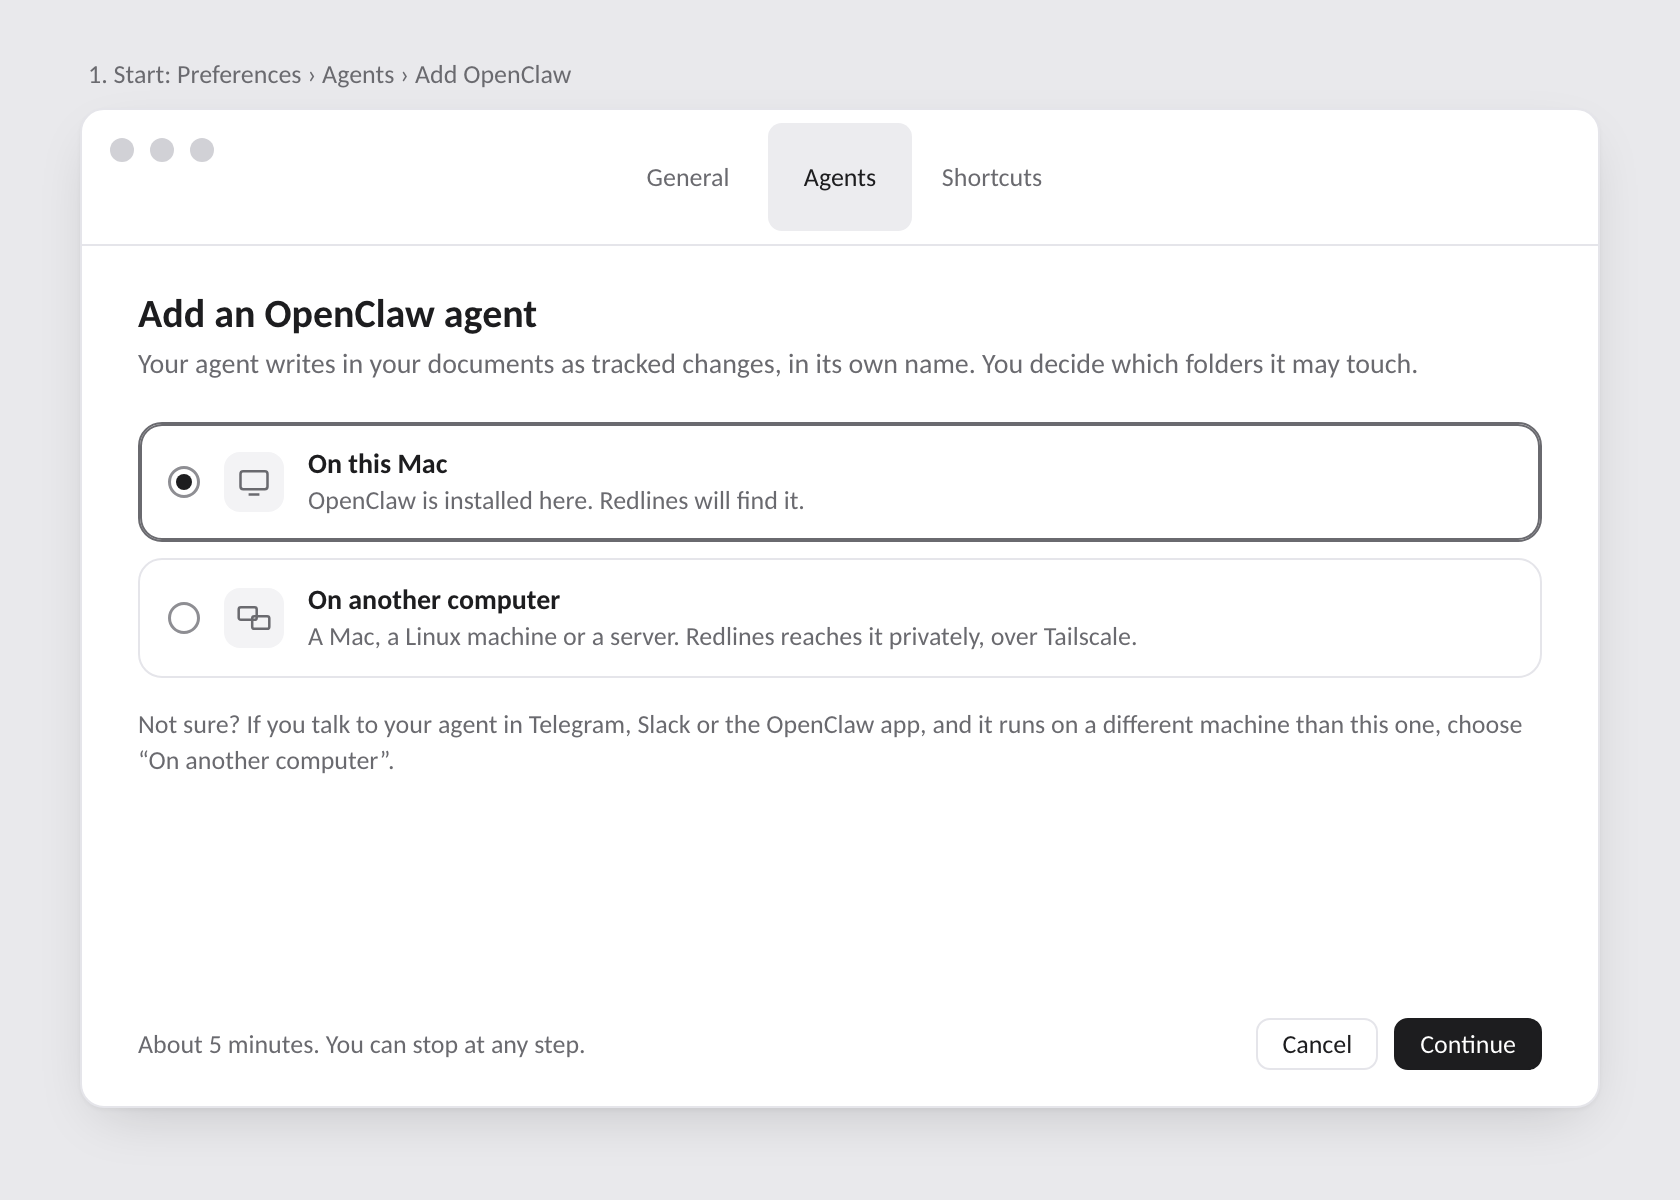 1. Start: Preferences › Agents › Add OpenClaw
General
Agents
Shortcuts
Add an OpenClaw agent
Your agent writes in your documents as tracked changes, in its own name. You decide which folders it may touch.
On this Mac
OpenClaw is installed here. Redlines will find it.
On another computer
A Mac, a Linux machine or a server. Redlines reaches it privately, over Tailscale.
Not sure? If you talk to your agent in Telegram, Slack or the OpenClaw app, and it runs on a different machine than this one, choose
“On another computer”.
About 5 minutes. You can stop at any step.
Cancel
Continue